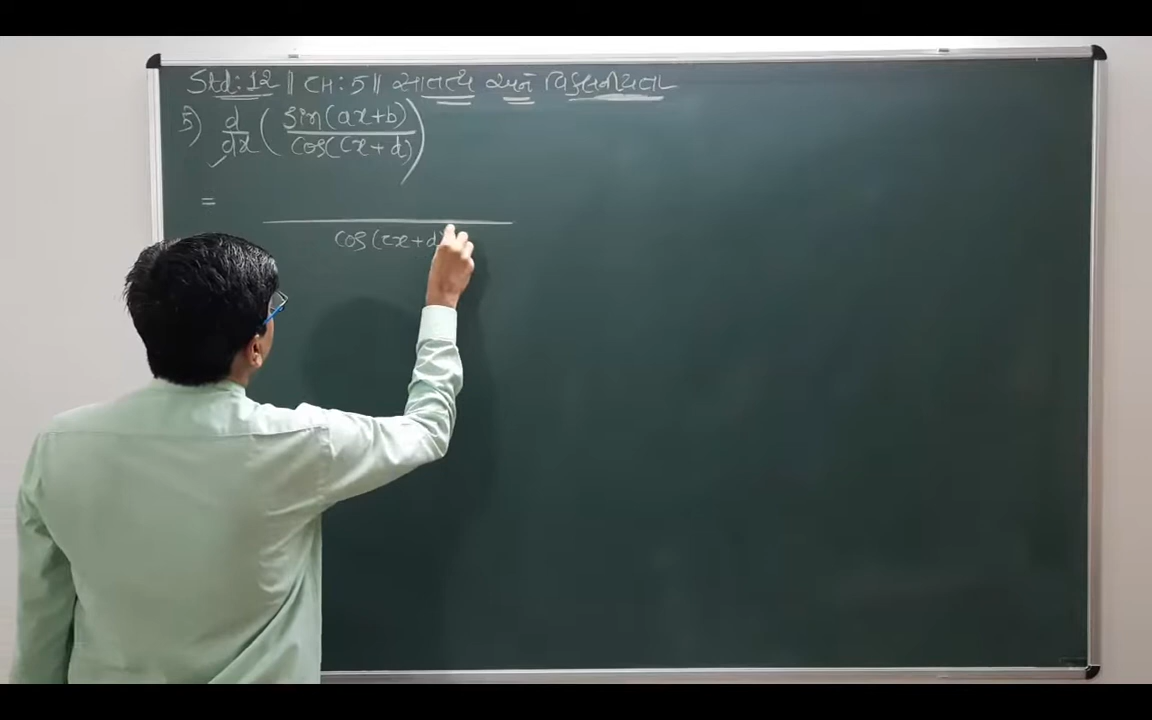 Std:12 || CH:5 || સાતત્ય અને વિકલનીયતા
5) d/dx ( sin(ax+b) / cos(cx+d) )
=
cos(cx+d)